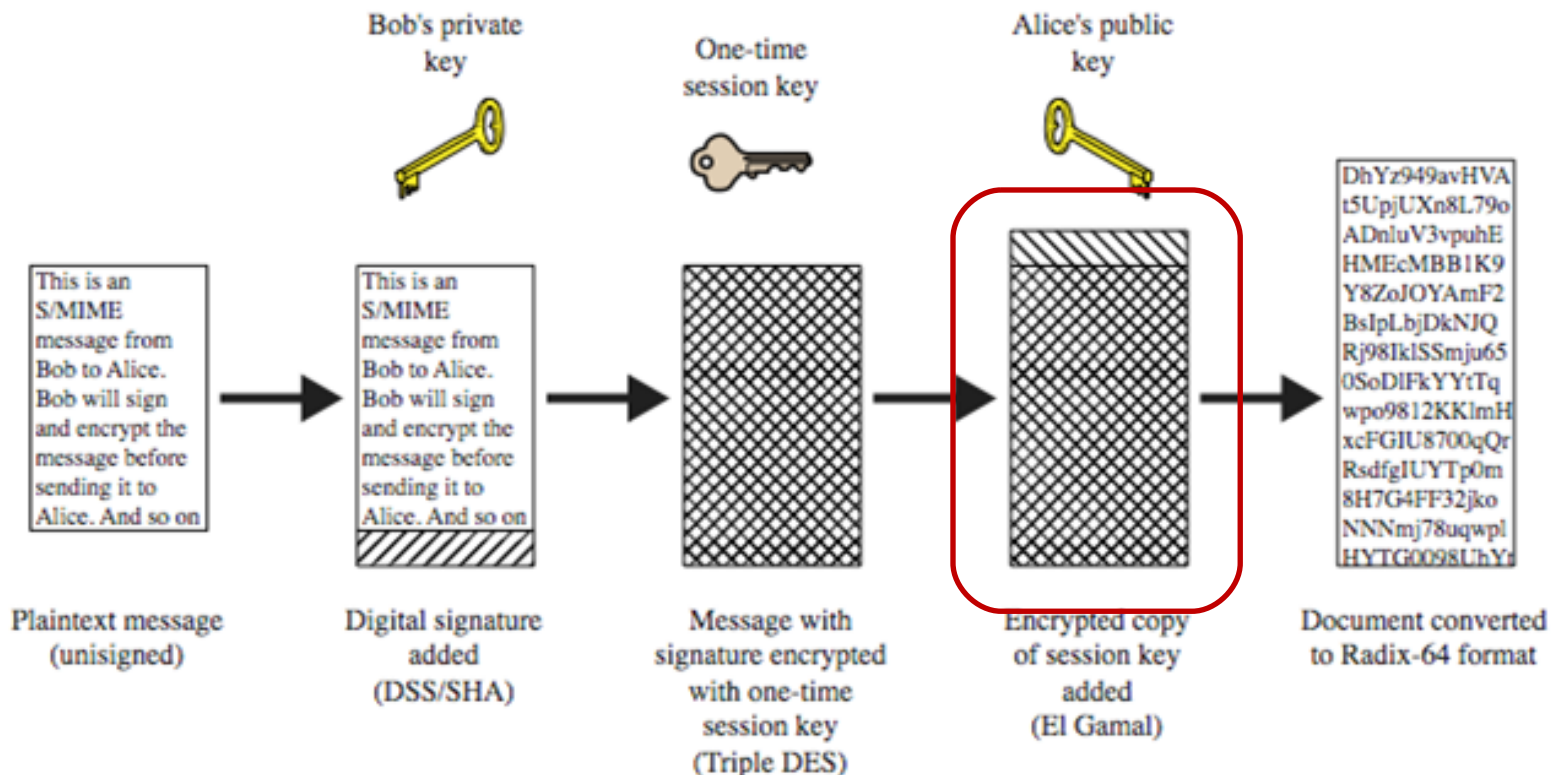 Bob's private
key
One-time
session key
Alice's public
key
This is an
S/MIME
message from
Bob to Alice.
Bob will sign
and encrypt the
message before
sending it to
Alice. And so on
This is an
S/MIME
message from
Bob to Alice.
Bob will sign
and encrypt the
message before
sending it to
Alice. And so on
DhYz949avHVA
t5UpjUXn8L79o
ADnluV3vpuhE
HMEcMBB1K9
Y8ZoJOYAmF2
BsIpLbjDkNJQ
Rj98IklSSmju65
0SoDlFkYYtTq
wpo9812KKlmH
xcFGIU8700qQr
RsdfgIUYTp0m
8H7G4FF32jko
NNNmj78uqwpl
HYTG0098UhYt
Plaintext message
(unisigned)
Digital signature
added
(DSS/SHA)
Message with
signature encrypted
with one-time
session key
(Triple DES)
Encrypted copy
of session key
added
(El Gamal)
Document converted
to Radix-64 format